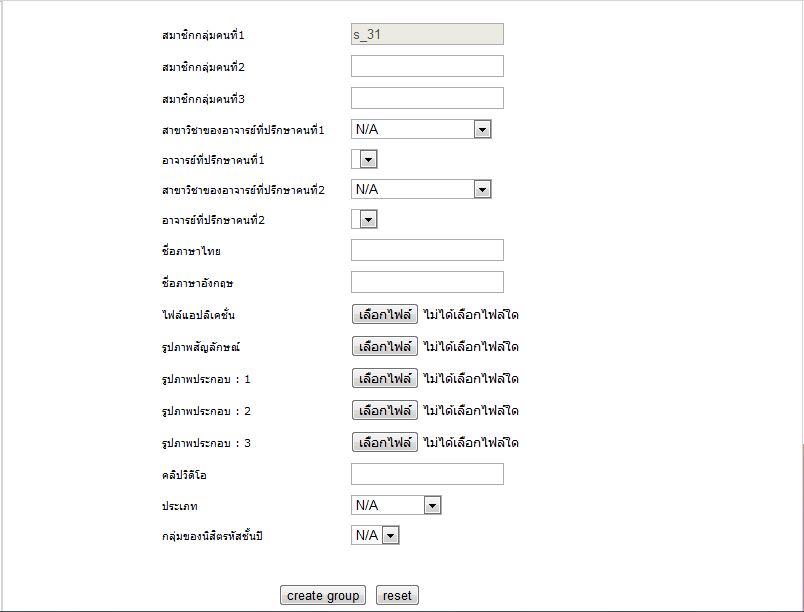 สมาชิกกลุ่มคนที่1 s_31
สมาชิกกลุ่มคนที่2
สมาชิกกลุ่มคนที่3
สาขาวิชาของอาจารย์ที่ปรึกษาคนที่1 N/A
อาจารย์ที่ปรึกษาคนที่1
สาขาวิชาของอาจารย์ที่ปรึกษาคนที่2 N/A
อาจารย์ที่ปรึกษาคนที่2
ชื่อภาษาไทย
ชื่อภาษาอังกฤษ
ไฟล์แอปลิเคชั่น เลือกไฟล์ ไม่ได้เลือกไฟล์ใด
รูปภาพสัญลักษณ์ เลือกไฟล์ ไม่ได้เลือกไฟล์ใด
รูปภาพประกอบ : 1 เลือกไฟล์ ไม่ได้เลือกไฟล์ใด
รูปภาพประกอบ : 2 เลือกไฟล์ ไม่ได้เลือกไฟล์ใด
รูปภาพประกอบ : 3 เลือกไฟล์ ไม่ได้เลือกไฟล์ใด
คลิปวิดีโอ
ประเภท N/A
กลุ่มของนิสิตรหัสชั้นปี N/A
create group reset